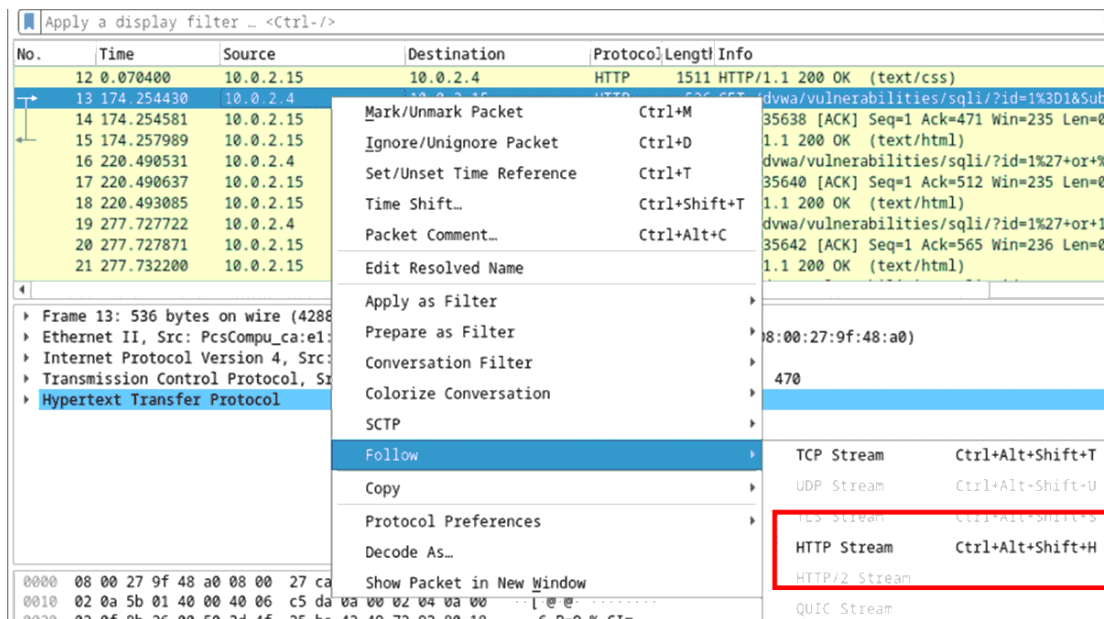 Apply a display filter … <Ctrl-/>
No. Time Source Destination Protocol Length Info
12 0.070400 10.0.2.15 10.0.2.4 HTTP 1511 HTTP/1.1 200 OK (text/css)
13 174.254430 10.0.2.4 /dvwa/vulnerabilities/sqli/?id=1%3D1&Sub
14 174.254581 10.0.2.15 35638 [ACK] Seq=1 Ack=471 Win=235 Len=0
15 174.257989 10.0.2.15 1.1 200 OK (text/html)
16 220.490531 10.0.2.4 dvwa/vulnerabilities/sqli/?id=1%27+or+%
17 220.490637 10.0.2.15 35640 [ACK] Seq=1 Ack=512 Win=235 Len=0
18 220.493085 10.0.2.15 1.1 200 OK (text/html)
19 277.727722 10.0.2.4 dvwa/vulnerabilities/sqli/?id=1%27+or+1
20 277.727871 10.0.2.15 35642 [ACK] Seq=1 Ack=565 Win=236 Len=0
21 277.732200 10.0.2.15 1.1 200 OK (text/html)
Mark/Unmark Packet Ctrl+M
Ignore/Unignore Packet Ctrl+D
Set/Unset Time Reference Ctrl+T
Time Shift… Ctrl+Shift+T
Packet Comment… Ctrl+Alt+C
Edit Resolved Name
Apply as Filter
Prepare as Filter
Conversation Filter
Colorize Conversation
SCTP
Follow
Copy
Protocol Preferences
Decode As…
Show Packet in New Window
TCP Stream Ctrl+Alt+Shift+T
UDP Stream Ctrl+Alt+Shift+U
TLS Stream Ctrl+Alt+Shift+S
HTTP Stream Ctrl+Alt+Shift+H
HTTP/2 Stream
QUIC Stream
Frame 13: 536 bytes on wire (4288
Ethernet II, Src: PcsCompu_ca:e1: 08:00:27:9f:48:a0)
Internet Protocol Version 4, Src:
Transmission Control Protocol, Sr 470
Hypertext Transfer Protocol
0000 08 00 27 9f 48 a0 08 00 27 ca
0010 02 0a 5b 01 40 00 40 06 c5 da 0a 00 02 04 0a 00 ··[·@·@· ········